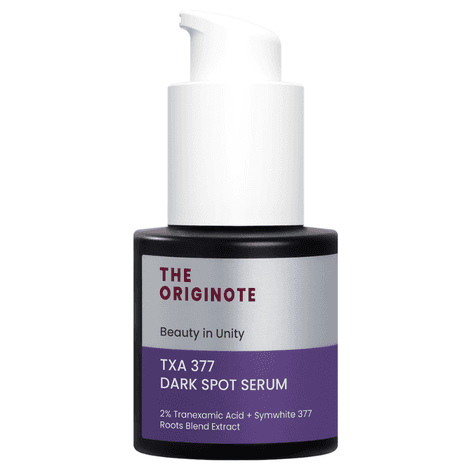 THE
ORIGINOTE
Beauty in Unity
TXA 377
DARK SPOT SERUM
2% Tranexamic Acid + Symwhite 377
Roots Blend Extract